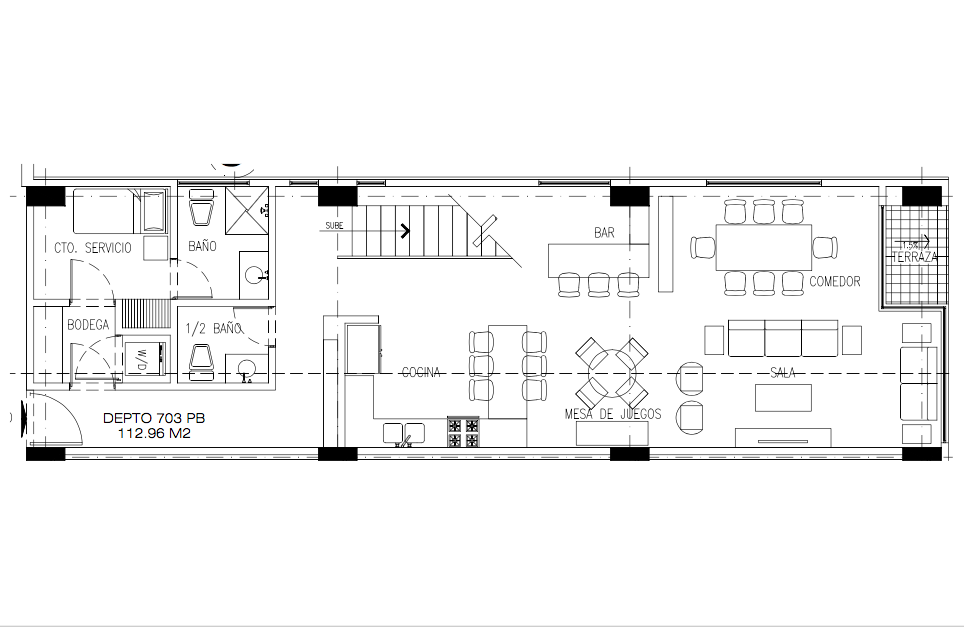 SUBE
CTO. SERVICIO
BAÑO
BAR
1.5%
TERRAZA
COMEDOR
BODEGA
1/2 BAÑO
W/D
COCINA
SALA
MESA DE JUEGOS
DEPTO 703 PB
112.96 M2